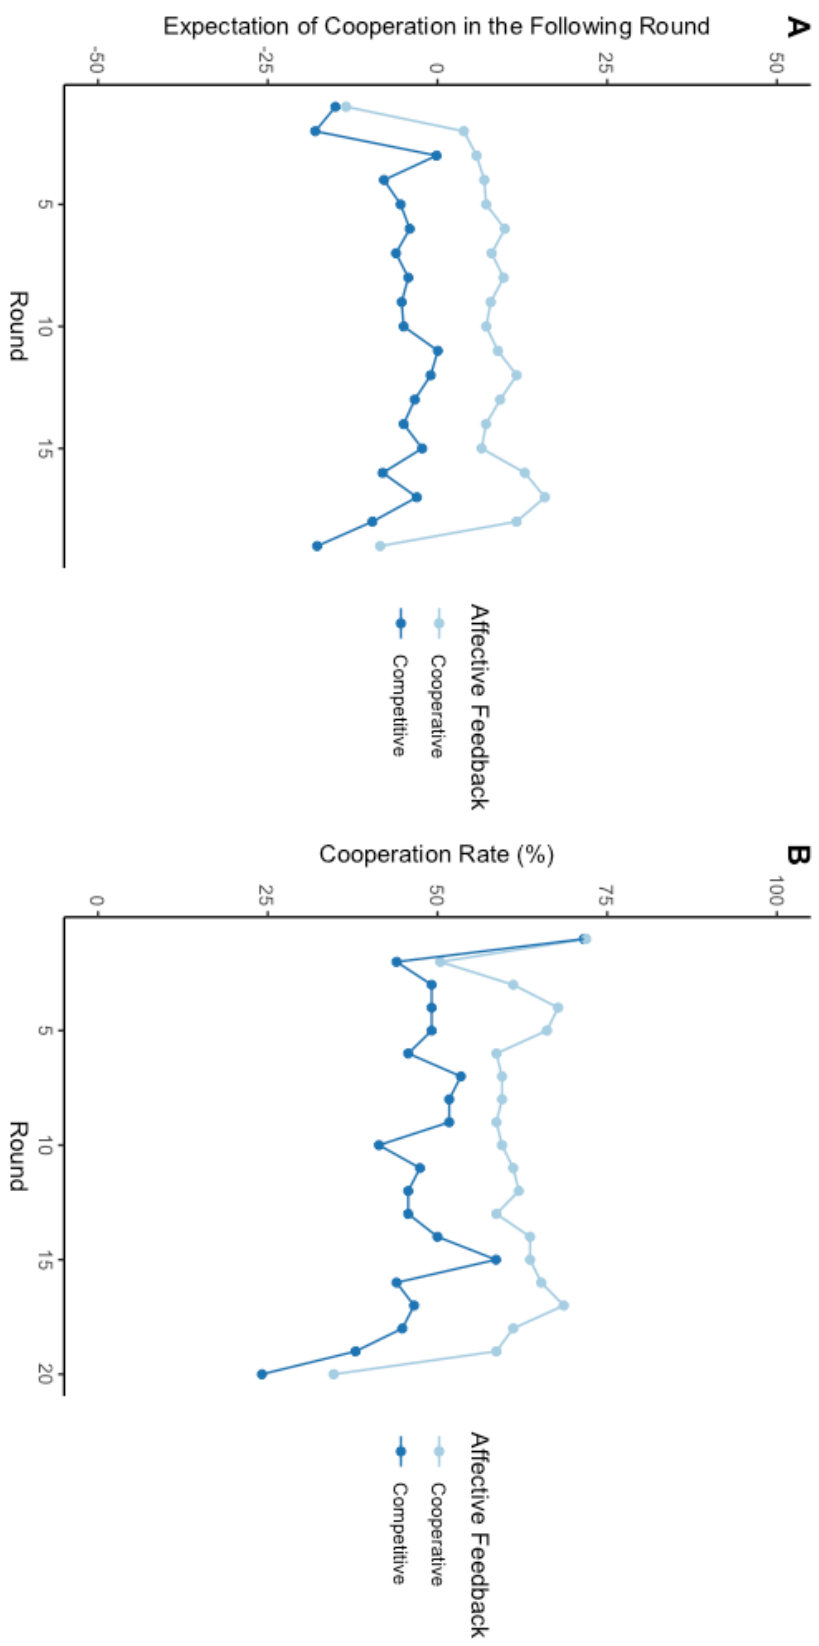 A
Expectation of Cooperation in the Following Round
50
25
0
-25
-50
5
10
15
Round
Affective Feedback
Cooperative
Competitive
B
Cooperation Rate (%)
100
75
50
25
0
5
10
15
20
Round
Affective Feedback
Cooperative
Competitive